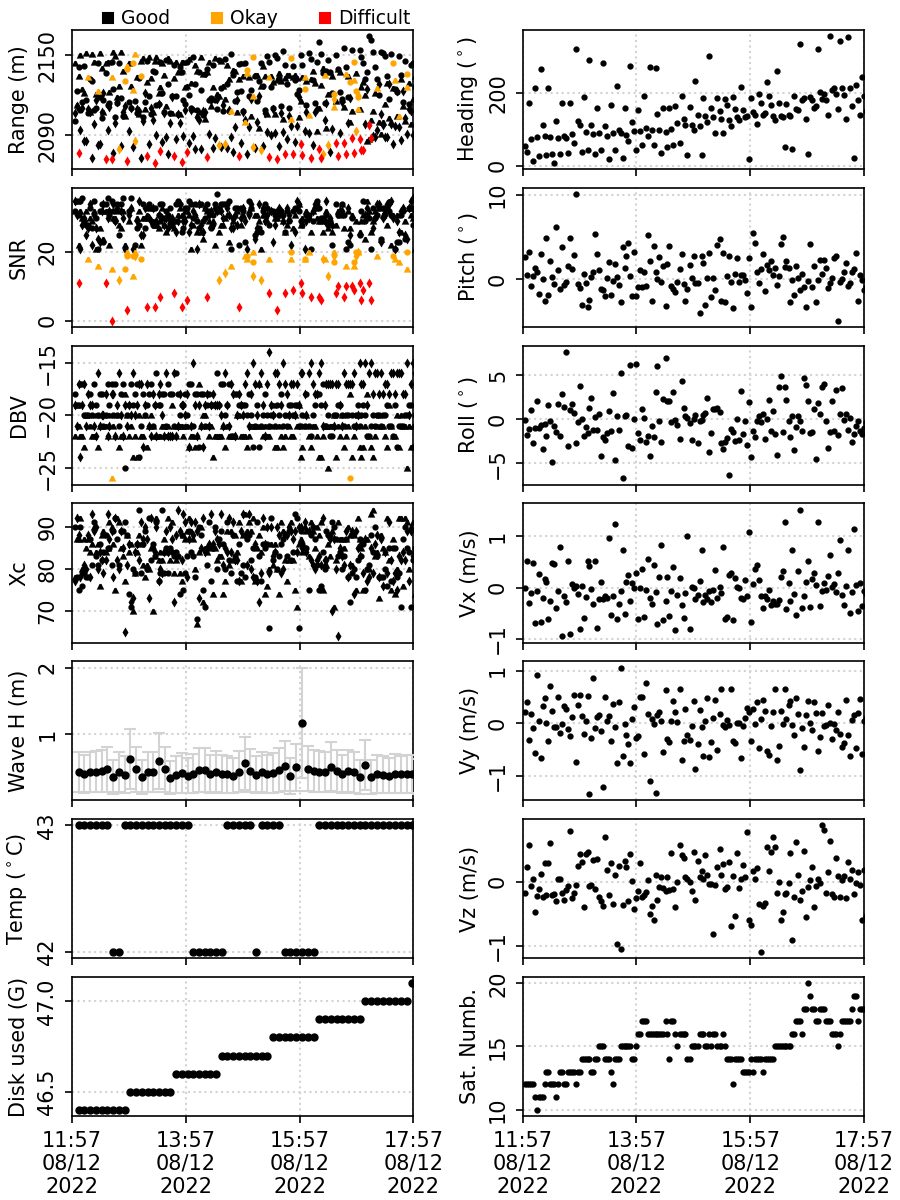 Good Okay Difficult
Range (m)
2150
2090
Heading (°)
200
0
SNR
20
0
Pitch (°)
10
0
DBV
−15
−20
−25
Roll (°)
5
0
−5
Xc
90
80
70
Vx (m/s)
1
0
−1
Wave H (m)
2
1
Vy (m/s)
1
0
−1
Temp (°C)
43
42
Vz (m/s)
0
−1
Disk used (G)
47.0
46.5
Sat. Numb.
20
15
10
11:57 13:57 15:57 17:57
08/12 08/12 08/12 08/12
2022 2022 2022 2022
11:57 13:57 15:57 17:57
08/12 08/12 08/12 08/12
2022 2022 2022 2022